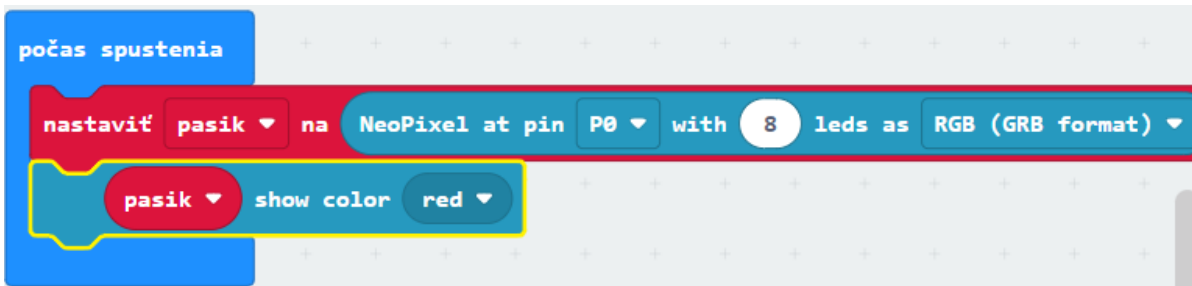 počas spustenia
nastaviť pasik na NeoPixel at pin P0 with 8 leds as RGB (GRB format)
pasik show color red